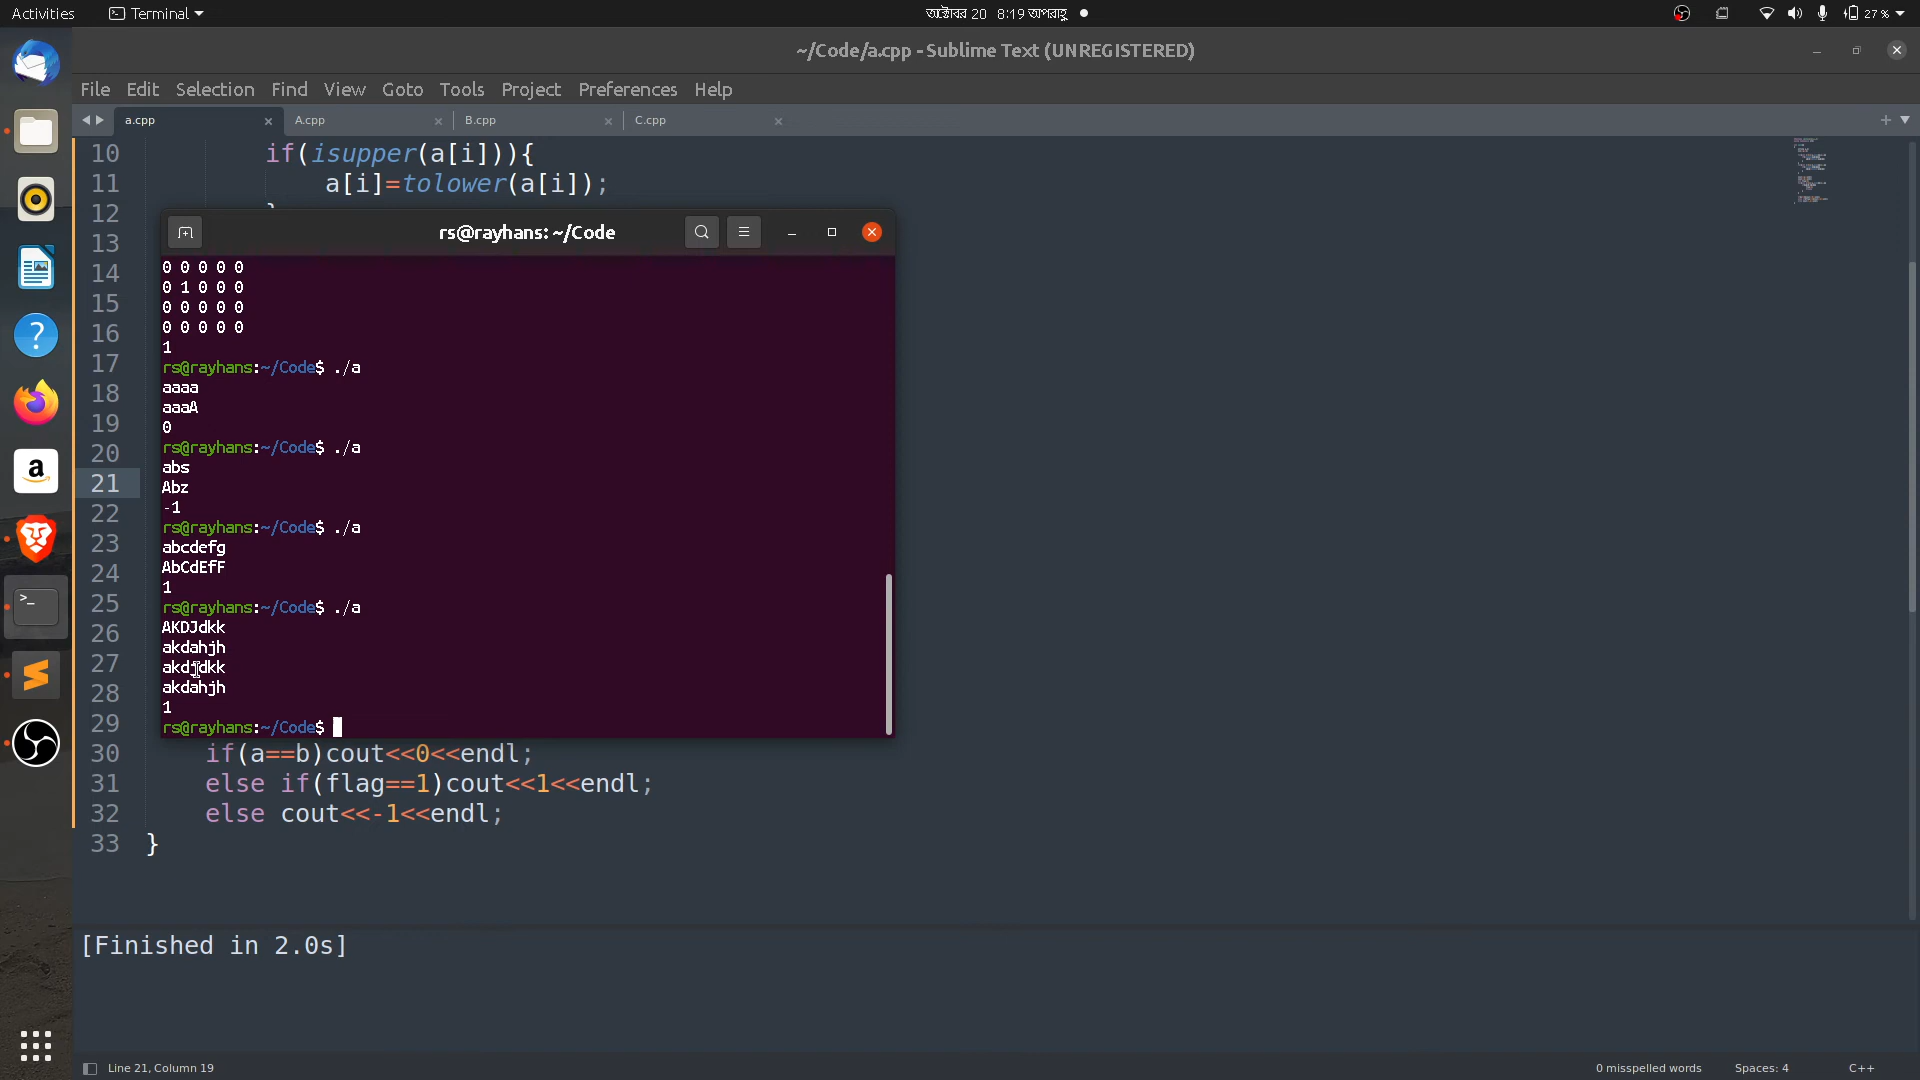 Activities
Terminal
অক্টোবর 20 8:19 অপরাহ্ণ
27 %
~/Code/a.cpp - Sublime Text (UNREGISTERED)
File Edit Selection Find View Goto Tools Project Preferences Help
a.cpp
A.cpp
B.cpp
C.cpp
10 if(isupper(a[i])){
11 a[i]=tolower(a[i]);
12 }
13
14
15
16
17
18
19
20
21
22
23
24
25
26
27
28
29
rs@rayhans: ~/Code
0 0 0 0 0
0 1 0 0 0
0 0 0 0 0
0 0 0 0 0
1
rs@rayhans:~/Code$ ./a
aaaa
aaaA
0
rs@rayhans:~/Code$ ./a
abs
Abz
-1
rs@rayhans:~/Code$ ./a
abcdefg
AbCdEfF
1
rs@rayhans:~/Code$ ./a
AKDJdkk
akdahjh
akdjdkk
akdahjh
1
rs@rayhans:~/Code$
30 if(a==b)cout<<0<<endl;
31 else if(flag==1)cout<<1<<endl;
32 else cout<<-1<<endl;
33 }
[Finished in 2.0s]
Line 21, Column 19
0 misspelled words
Spaces: 4
C++